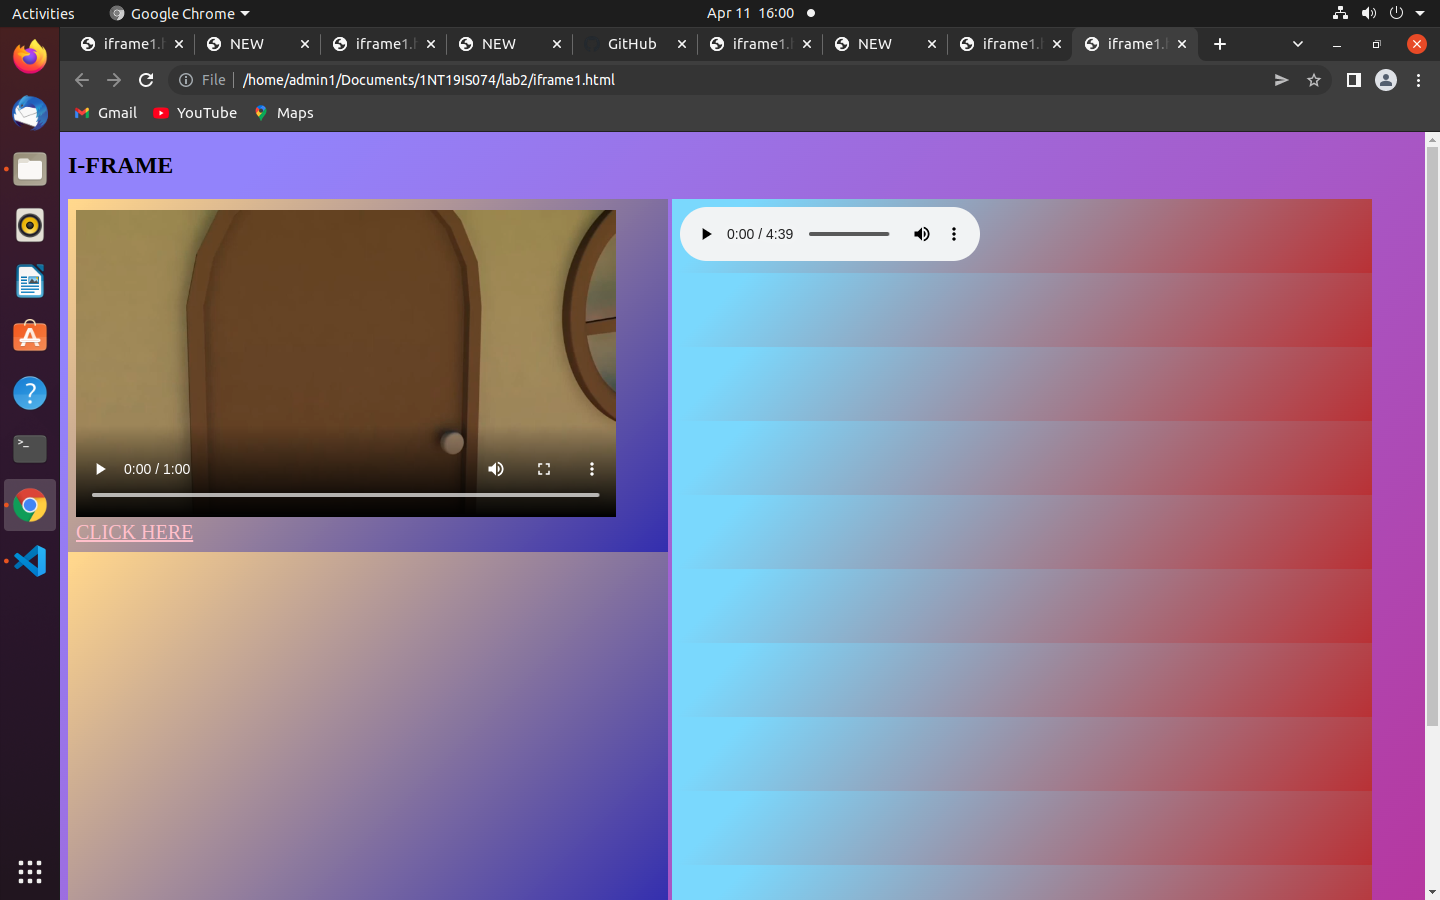 Activities
Google Chrome
Apr 11 16:00
iframe1.h
NEW
iframe1.h
NEW
GitHub
iframe1.h
NEW
iframe1.h
iframe1.h
File
/home/admin1/Documents/1NT19IS074/lab2/iframe1.html
Gmail
YouTube
Maps
I-FRAME
0:00 / 1:00
CLICK HERE
0:00 / 4:39